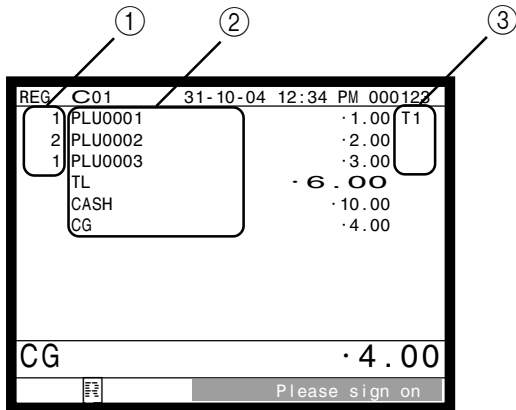 ① ② ③
REG C01 31-10-04 12:34 PM 000123
1 PLU0001 ·1.00 T1
2 PLU0002 ·2.00
1 PLU0003 ·3.00
TL ·6.00
CASH ·10.00
CG ·4.00
CG ·4.00
R Please sign on